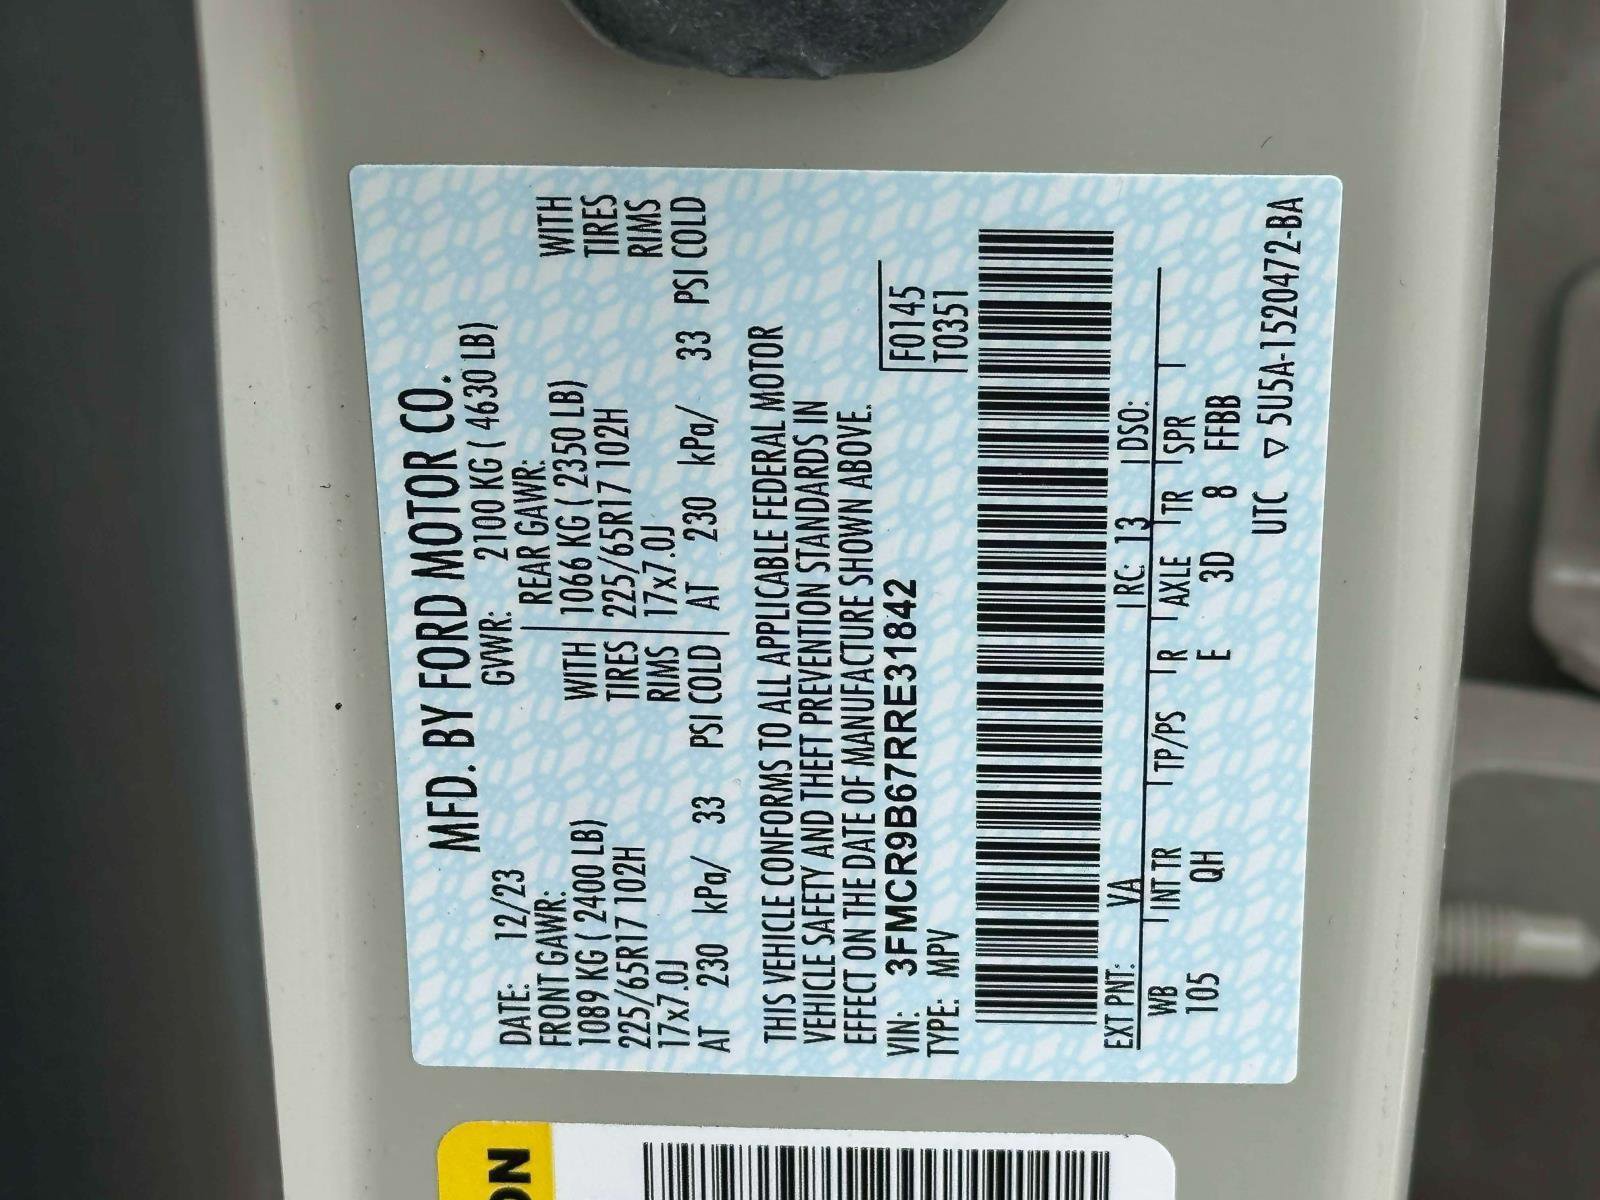 MFD. BY FORD MOTOR CO.
DATE: 12/23 GVWR: 2100 KG ( 4630 LB)
FRONT GAWR: REAR GAWR:
1089 KG ( 2400 LB) WITH 1066 KG ( 2350 LB) WITH
225/65R17 102H TIRES 225/65R17 102H TIRES
17x7.0J RIMS 17x7.0J RIMS
AT 230 kPa/ 33 PSI COLD AT 230 kPa/ 33 PSI COLD
THIS VEHICLE CONFORMS TO ALL APPLICABLE FEDERAL MOTOR
VEHICLE SAFETY AND THEFT PREVENTION STANDARDS IN
EFFECT ON THE DATE OF MANUFACTURE SHOWN ABOVE.
VIN: 3FMCR9B67RRE31842 F0145
TYPE: MPV T0351
EXT PNT: VA RC: 13 DSO:
WB INT TR TP/PS R AXLE TR SPR
105 QH E 3D 8 FFBB
UTC ▽ 5U5A-1520472-BA